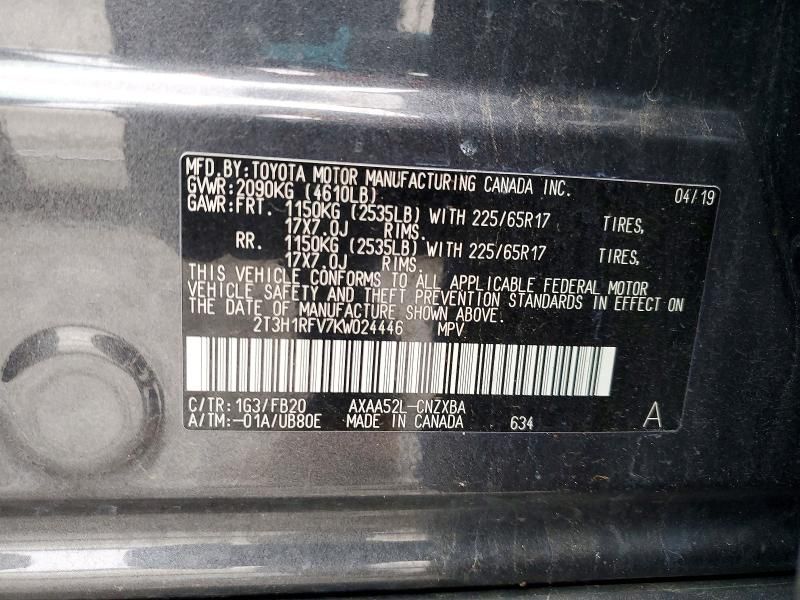 MFD.BY:TOYOTA MOTOR MANUFACTURING CANADA INC. 04/19
GVWR:2090KG (4610LB)
GAWR:FRT. 1150KG (2535LB) WITH 225/65R17 TIRES,
17X7.0J RIMS.
RR. 1150KG (2535LB) WITH 225/65R17 TIRES,
17X7.0J RIMS.
THIS VEHICLE CONFORMS TO ALL APPLICABLE FEDERAL MOTOR
VEHICLE SAFETY AND THEFT PREVENTION STANDARDS IN EFFECT ON
THE DATE OF MANUFACTURE SHOWN ABOVE.
2T3H1RFV7KW024446 MPV
C/TR:1G3/FB20 AXAA52L-CNZXBA
A/TM:-01A/UB80E MADE IN CANADA 634 A